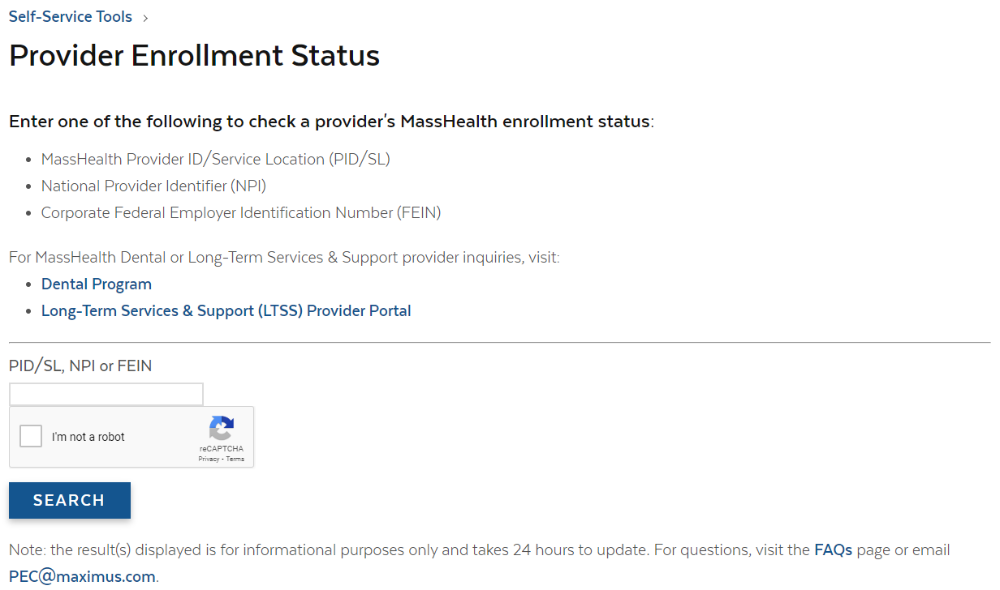 Self-Service Tools >
Provider Enrollment Status
Enter one of the following to check a provider's MassHealth enrollment status:
• MassHealth Provider ID/Service Location (PID/SL)
• National Provider Identifier (NPI)
• Corporate Federal Employer Identification Number (FEIN)
For MassHealth Dental or Long-Term Services & Support provider inquiries, visit:
• Dental Program
• Long-Term Services & Support (LTSS) Provider Portal
PID/SL, NPI or FEIN
I'm not a robot
reCAPTCHA
Privacy - Terms
SEARCH
Note: the result(s) displayed is for informational purposes only and takes 24 hours to update. For questions, visit the FAQs page or email
PEC@maximus.com.